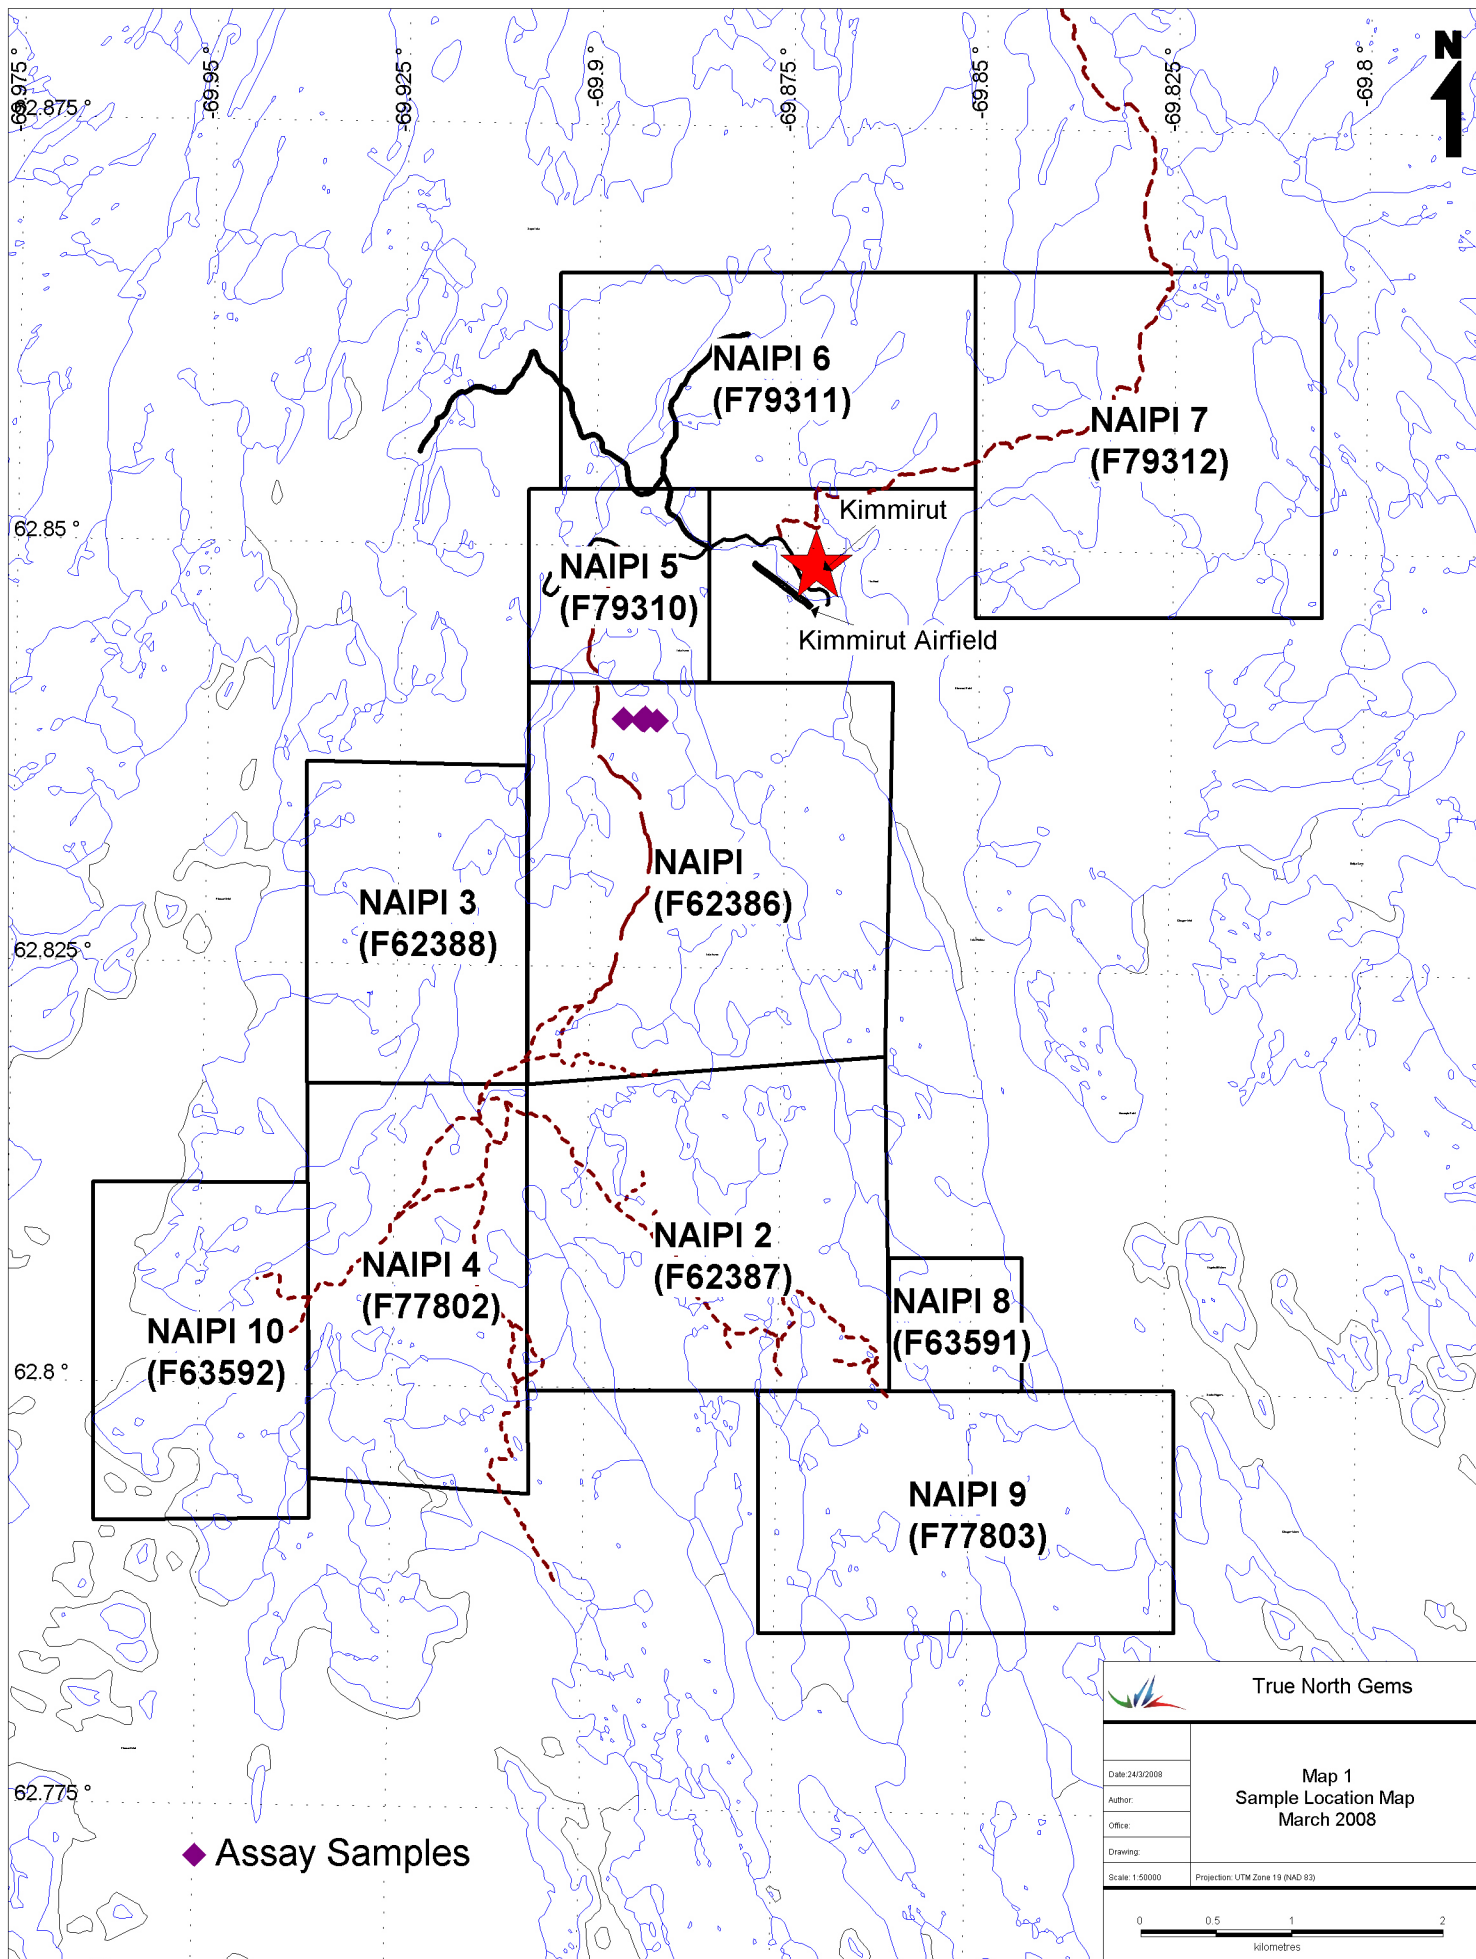 -69.975 °
-69.95 °
-69.925 °
-69.9 °
-69.875 °
-69.85 °
-69.825 °
-69.8 °
N
62.875 °
NAIPI 6
(F79311)
NAIPI 7
(F79312)
Kimmirut
62.85 °
NAIPI 5
(F79310)
Kimmirut Airfield
NAIPI
(F62386)
NAIPI 3
(F62388)
62.825 °
NAIPI 2
(F62387)
NAIPI 4
(F77802)
NAIPI 8
(F63591)
NAIPI 10
(F63592)
62.8 °
NAIPI 9
(F77803)
62.775 °
Assay Samples
True North Gems
Date:24/3/2008
Author:
Office:
Drawing:
Scale: 1:50000
Map 1
Sample Location Map
March 2008
Projection: UTM Zone 19 (NAD 83)
0 0.5 1 2
kilometres